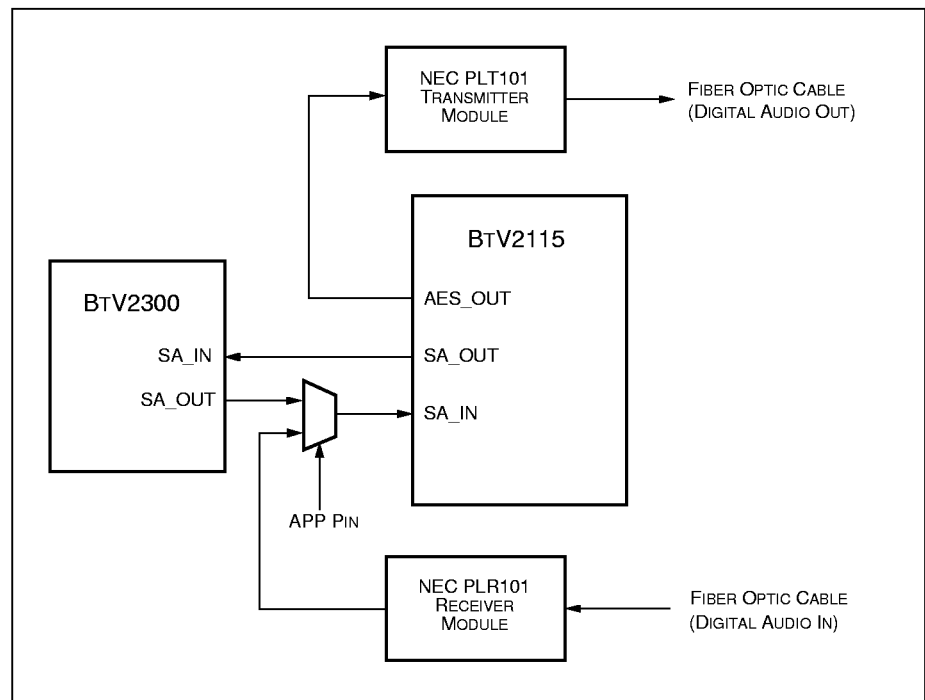 NEC PLT101
TRANSMITTER
MODULE
FIBER OPTIC CABLE
(DIGITAL AUDIO OUT)
BTV2115
AES_OUT
SA_OUT
SA_IN
BTV2300
SA_IN
SA_OUT
APP PIN
NEC PLR101
RECEIVER
MODULE
FIBER OPTIC CABLE
(DIGITAL AUDIO IN)